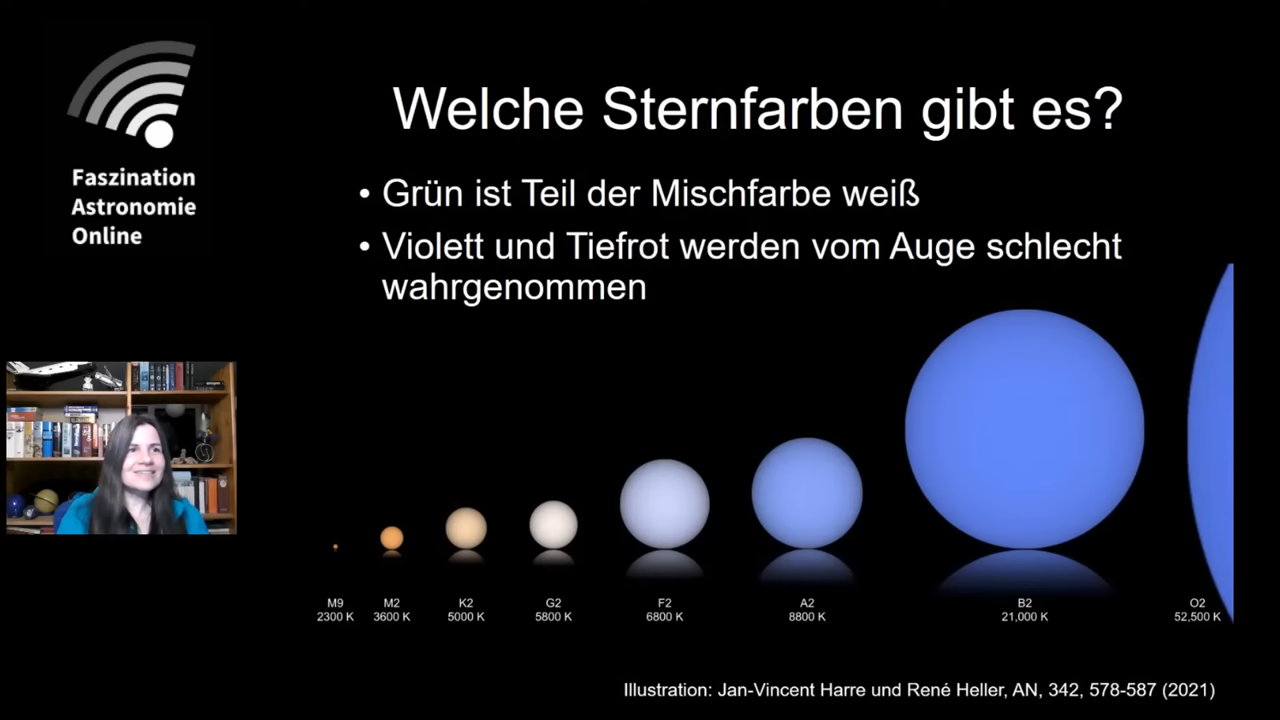 Faszination
Astronomie
Online
Welche Sternfarben gibt es?
• Grün ist Teil der Mischfarbe weiß
• Violett und Tiefrot werden vom Auge schlecht
wahrgenommen
M9 M2 K2 G2 F2 A2 B2 O2
2300 K 3600 K 5000 K 5800 K 6800 K 8800 K 21,000 K 52,500 K
Illustration: Jan-Vincent Harre und René Heller, AN, 342, 578-587 (2021)